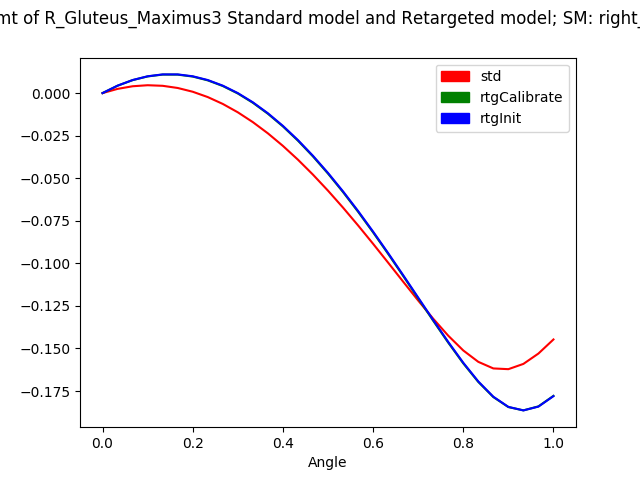 of R_Gluteus_Maximus3 Standard model and Retargeted model; SM: right_
std
rtgCalibrate
rtgInit
0.000
−0.025
−0.050
−0.075
−0.100
−0.125
−0.150
−0.175
0.0 0.2 0.4 0.6 0.8 1.0
Angle